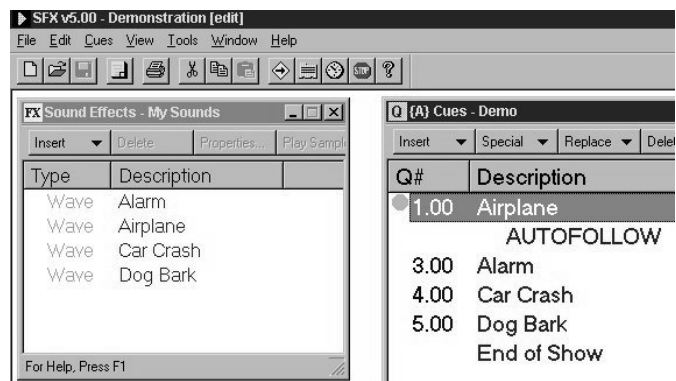 SFX v5.00 - Demonstration [edit]
File Edit Cues View Tools Window Help
STOP
FX Sound Effects - My Sounds
Insert Delete Properties... Play Sampl
Type Description
Wave Alarm
Wave Airplane
Wave Car Crash
Wave Dog Bark
For Help, Press F1
Q {A} Cues - Demo
Insert Special Replace Delet
Q# Description
1.00 Airplane
AUTOFOLLOW
3.00 Alarm
4.00 Car Crash
5.00 Dog Bark
End of Show